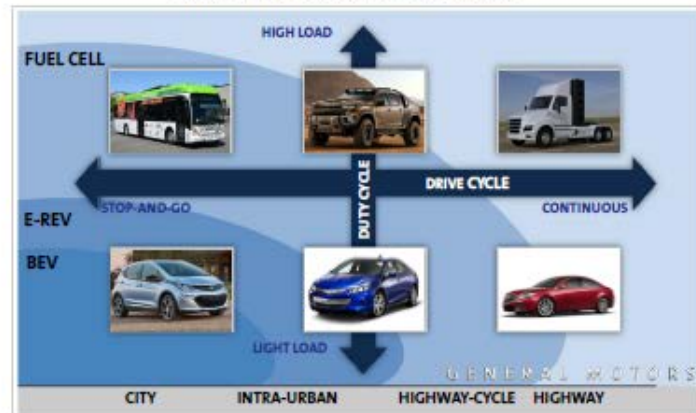 HIGH LOAD
FUEL CELL
DUTY CYCLE
DRIVE CYCLE
STOP-AND-GO
CONTINUOUS
E-REV
BEV
LIGHT LOAD
GENERAL MOTORS
CITY
INTRA-URBAN
HIGHWAY-CYCLE
HIGHWAY